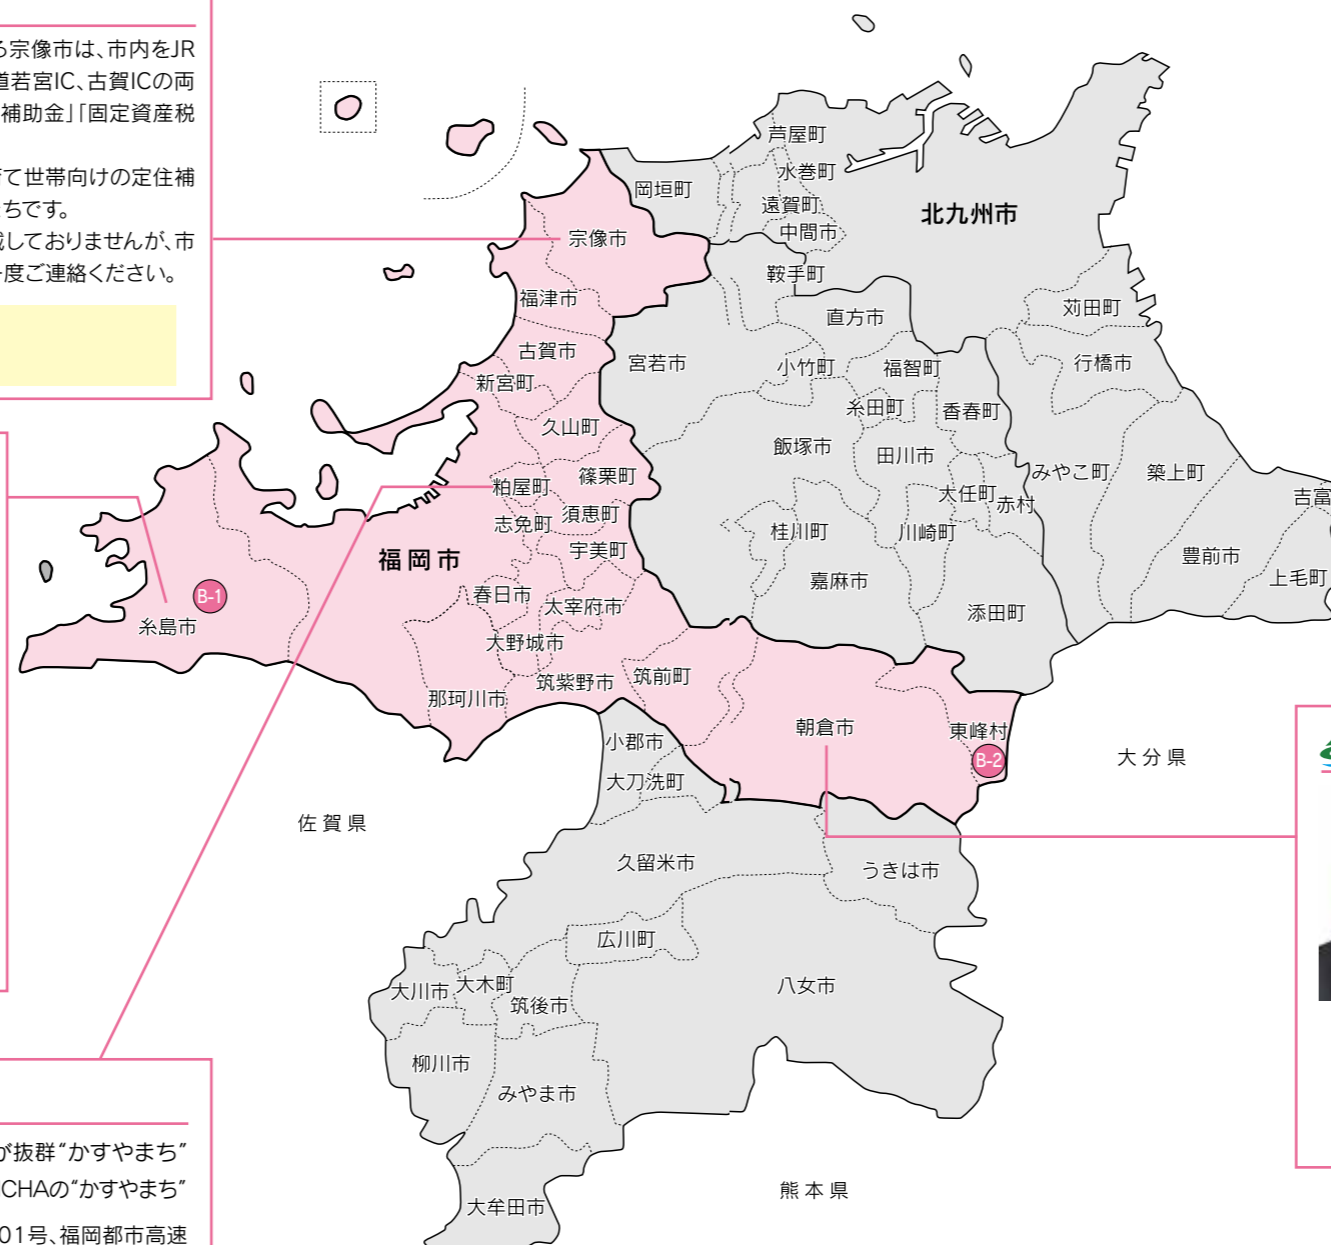 る宗像市は、市内をJR
道若宮IC、古賀ICの両
補助金」「固定資産税
育て世帯向けの定住補
まちです。
載しておりませんが、市
一度ご連絡ください。
芦屋町
水巻町
岡垣町
遠賀町
中間市
北九州市
宗像市
鞍手町
福津市
直方市
苅田町
古賀市
宮若市
小竹町
福智町
行橋市
新宮町
糸田町
香春町
久山町
飯塚市
田川市
篠栗町
粕屋町
みやこ町
築上町
大任町
赤村
吉富
志免町
須恵町
桂川町
川崎町
宇美町
福岡市
豊前市
上毛町
嘉麻市
B-1
春日市
太宰府市
添田町
糸島市
大野城市
筑紫野市
筑前町
那珂川市
朝倉市
東峰村
小郡市
B-2
大分県
大刀洗町
佐賀県
久留米市
うきは市
広川町
大川市
大木町
筑後市
八女市
柳川市
みやま市
熊本県
大牟田市
が抜群“かすやまち”
CHAの“かすやまち”
01号、福岡都市高速